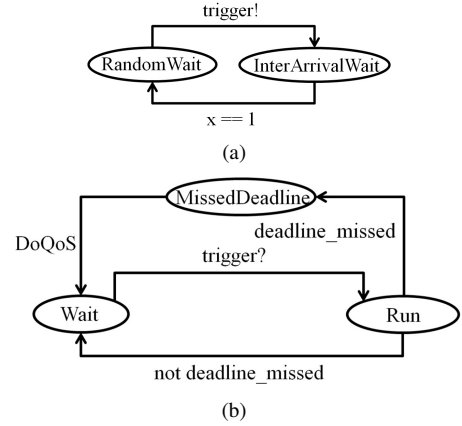 trigger!
RandomWait
InterArrivalWait
x == 1
(a)
MissedDeadline
DoQoS
deadline_missed
trigger?
Wait
Run
not deadline_missed
(b)